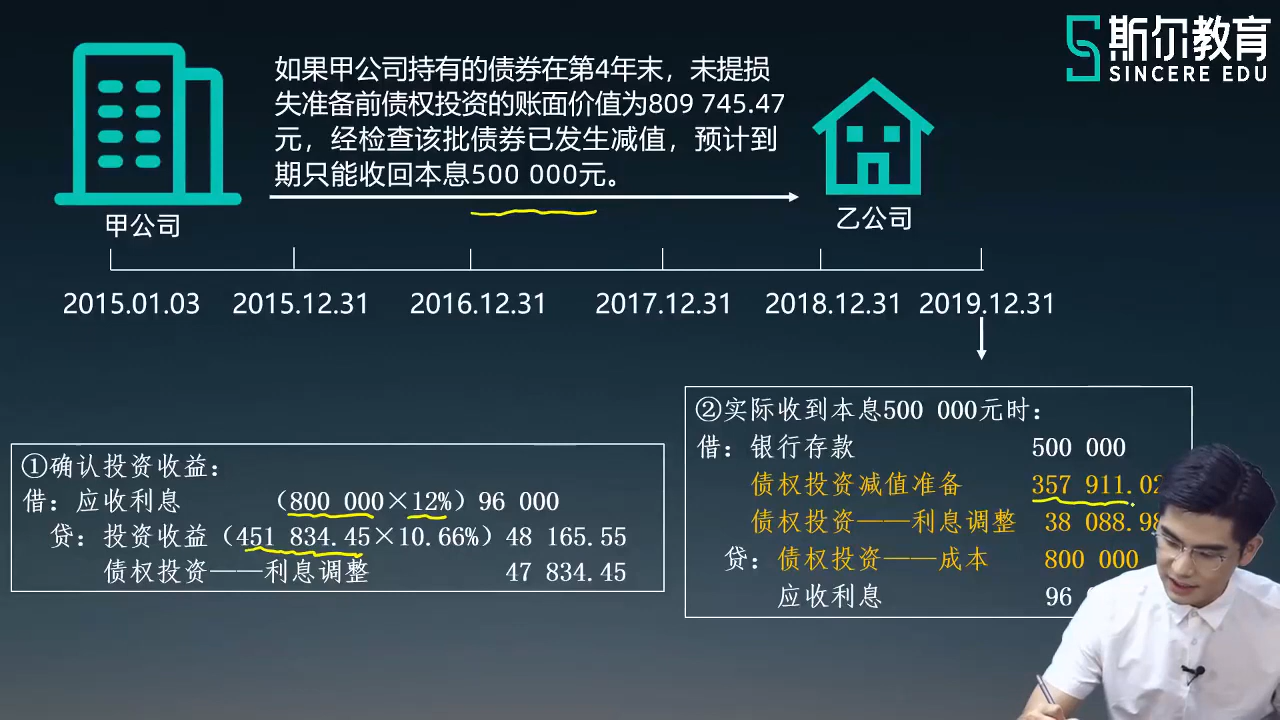 斯尔教育
SINCERE EDU
如果甲公司持有的债券在第4年末，未提损
失准备前债权投资的账面价值为809 745.47
元，经检查该批债券已发生减值，预计到
期只能收回本息500 000元。
甲公司
乙公司
2015.01.03 2015.12.31 2016.12.31 2017.12.31 2018.12.31 2019.12.31
①确认投资收益：
借：应收利息 （800 000×12%）96 000
贷：投资收益（451 834.45×10.66%）48 165.55
债权投资——利息调整 47 834.45
②实际收到本息500 000元时：
借：银行存款 500 000
债权投资减值准备 357 911.02
债权投资——利息调整 38 088.98
贷：债权投资——成本 800 000
应收利息 96